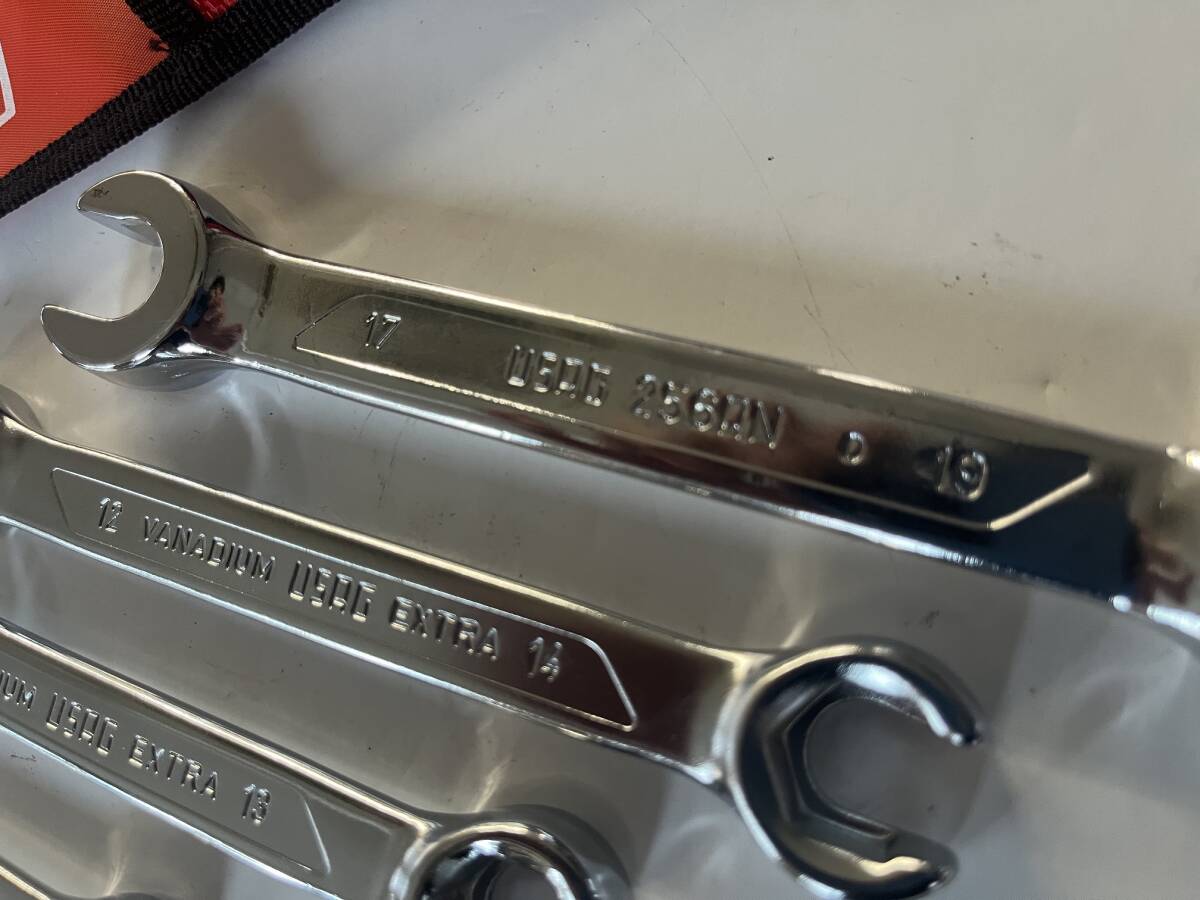 17 USAG 256AN 19
12 VANADIUM USAG EXTRA 14
USAG EXTRA 13